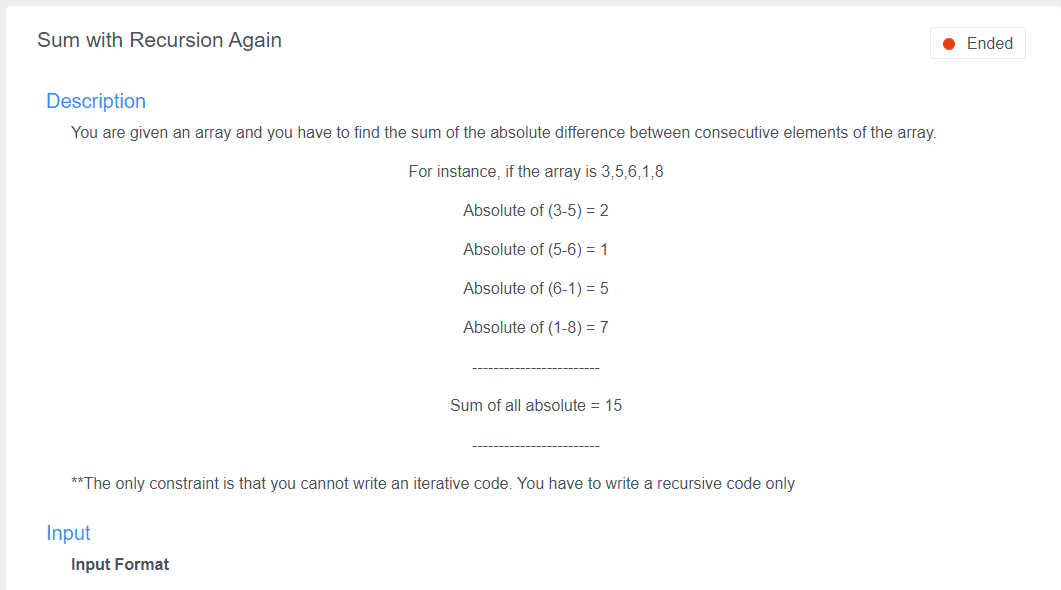 Sum with Recursion Again
Ended
Description
You are given an array and you have to find the sum of the absolute difference between consecutive elements of the array.
For instance, if the array is 3,5,6,1,8
Absolute of (3-5) = 2
Absolute of (5-6) = 1
Absolute of (6-1) = 5
Absolute of (1-8) = 7
------------------------
Sum of all absolute = 15
------------------------
**The only constraint is that you cannot write an iterative code. You have to write a recursive code only
Input
Input Format